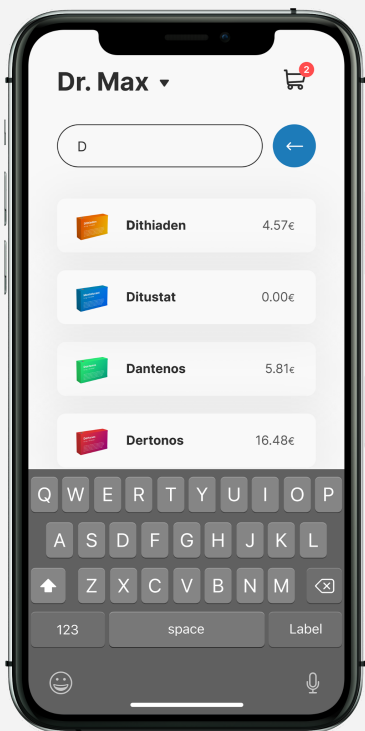 Dr. Max
2
D
Dithiaden 4.57€
Ditustat 0.00€
Dantenos 5.81€
Dertonos 16.48€
Q W E R T Y U I O P
A S D F G H J K L
Z X C V B N M
123 space Label